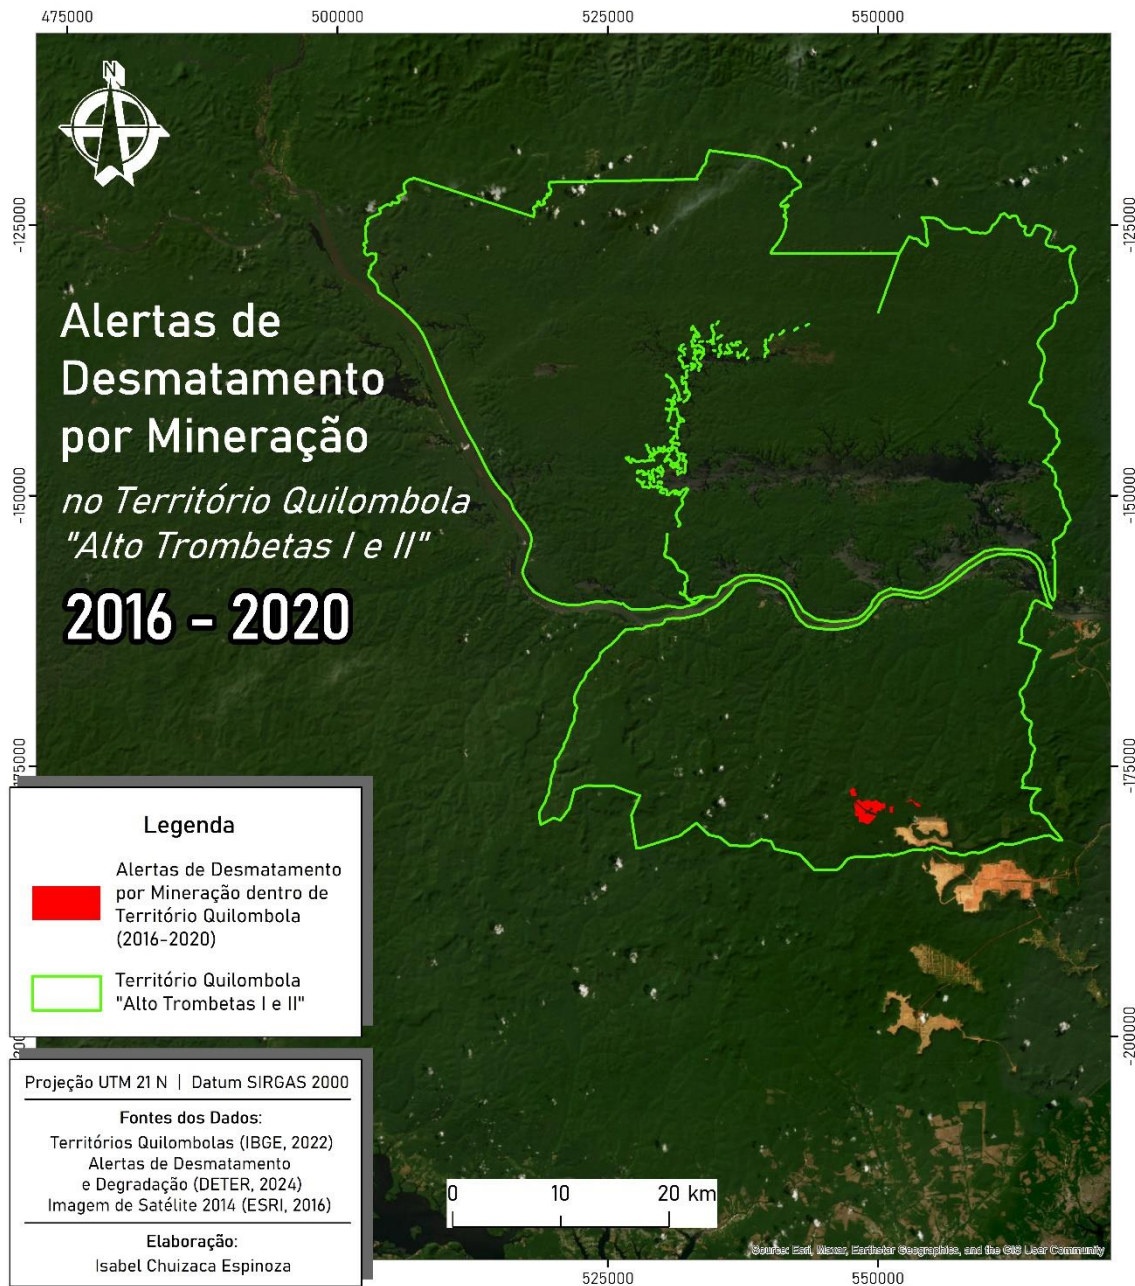 475000 500000 525000 550000
N
-125000 -125000
Alertas de
Desmatamento
por Mineração
no Território Quilombola
"Alto Trombetas I e II"
2016 - 2020
-150000 -150000
-175000
Legenda
Alertas de Desmatamento
por Mineração dentro de
Território Quilombola
(2016-2020)
Território Quilombola
"Alto Trombetas I e II"
-200000
Projeção UTM 21 N | Datum SIRGAS 2000
Fontes dos Dados:
Territórios Quilombolas (IBGE, 2022)
Alertas de Desmatamento
e Degradação (DETER, 2024)
Imagem de Satélite 2014 (ESRI, 2016)
Elaboração:
Isabel Chuizaca Espinoza
0 10 20 km
Source: Esri, Maxar, Earthstar Geographics, and the GIS User Community
525000 550000